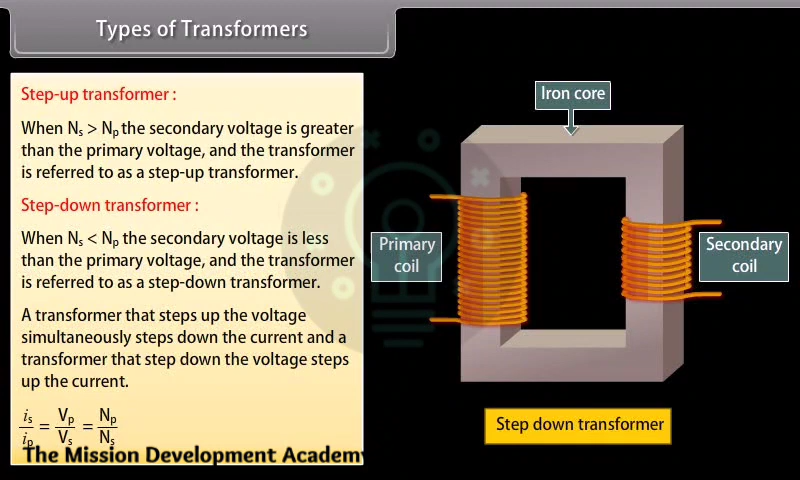 Types of Transformers
Step-up transformer :
When Ns > Np the secondary voltage is greater
than the primary voltage, and the transformer
is referred to as a step-up transformer.
Step-down transformer :
When Ns < Np the secondary voltage is less
than the primary voltage, and the transformer
is referred to as a step-down transformer.
A transformer that steps up the voltage
simultaneously steps down the current and a
transformer that step down the voltage steps
up the current.
is/ip = Vp/Vs = Np/Ns
The Mission Development Academy
Iron core
Primary
coil
Secondary
coil
Step down transformer